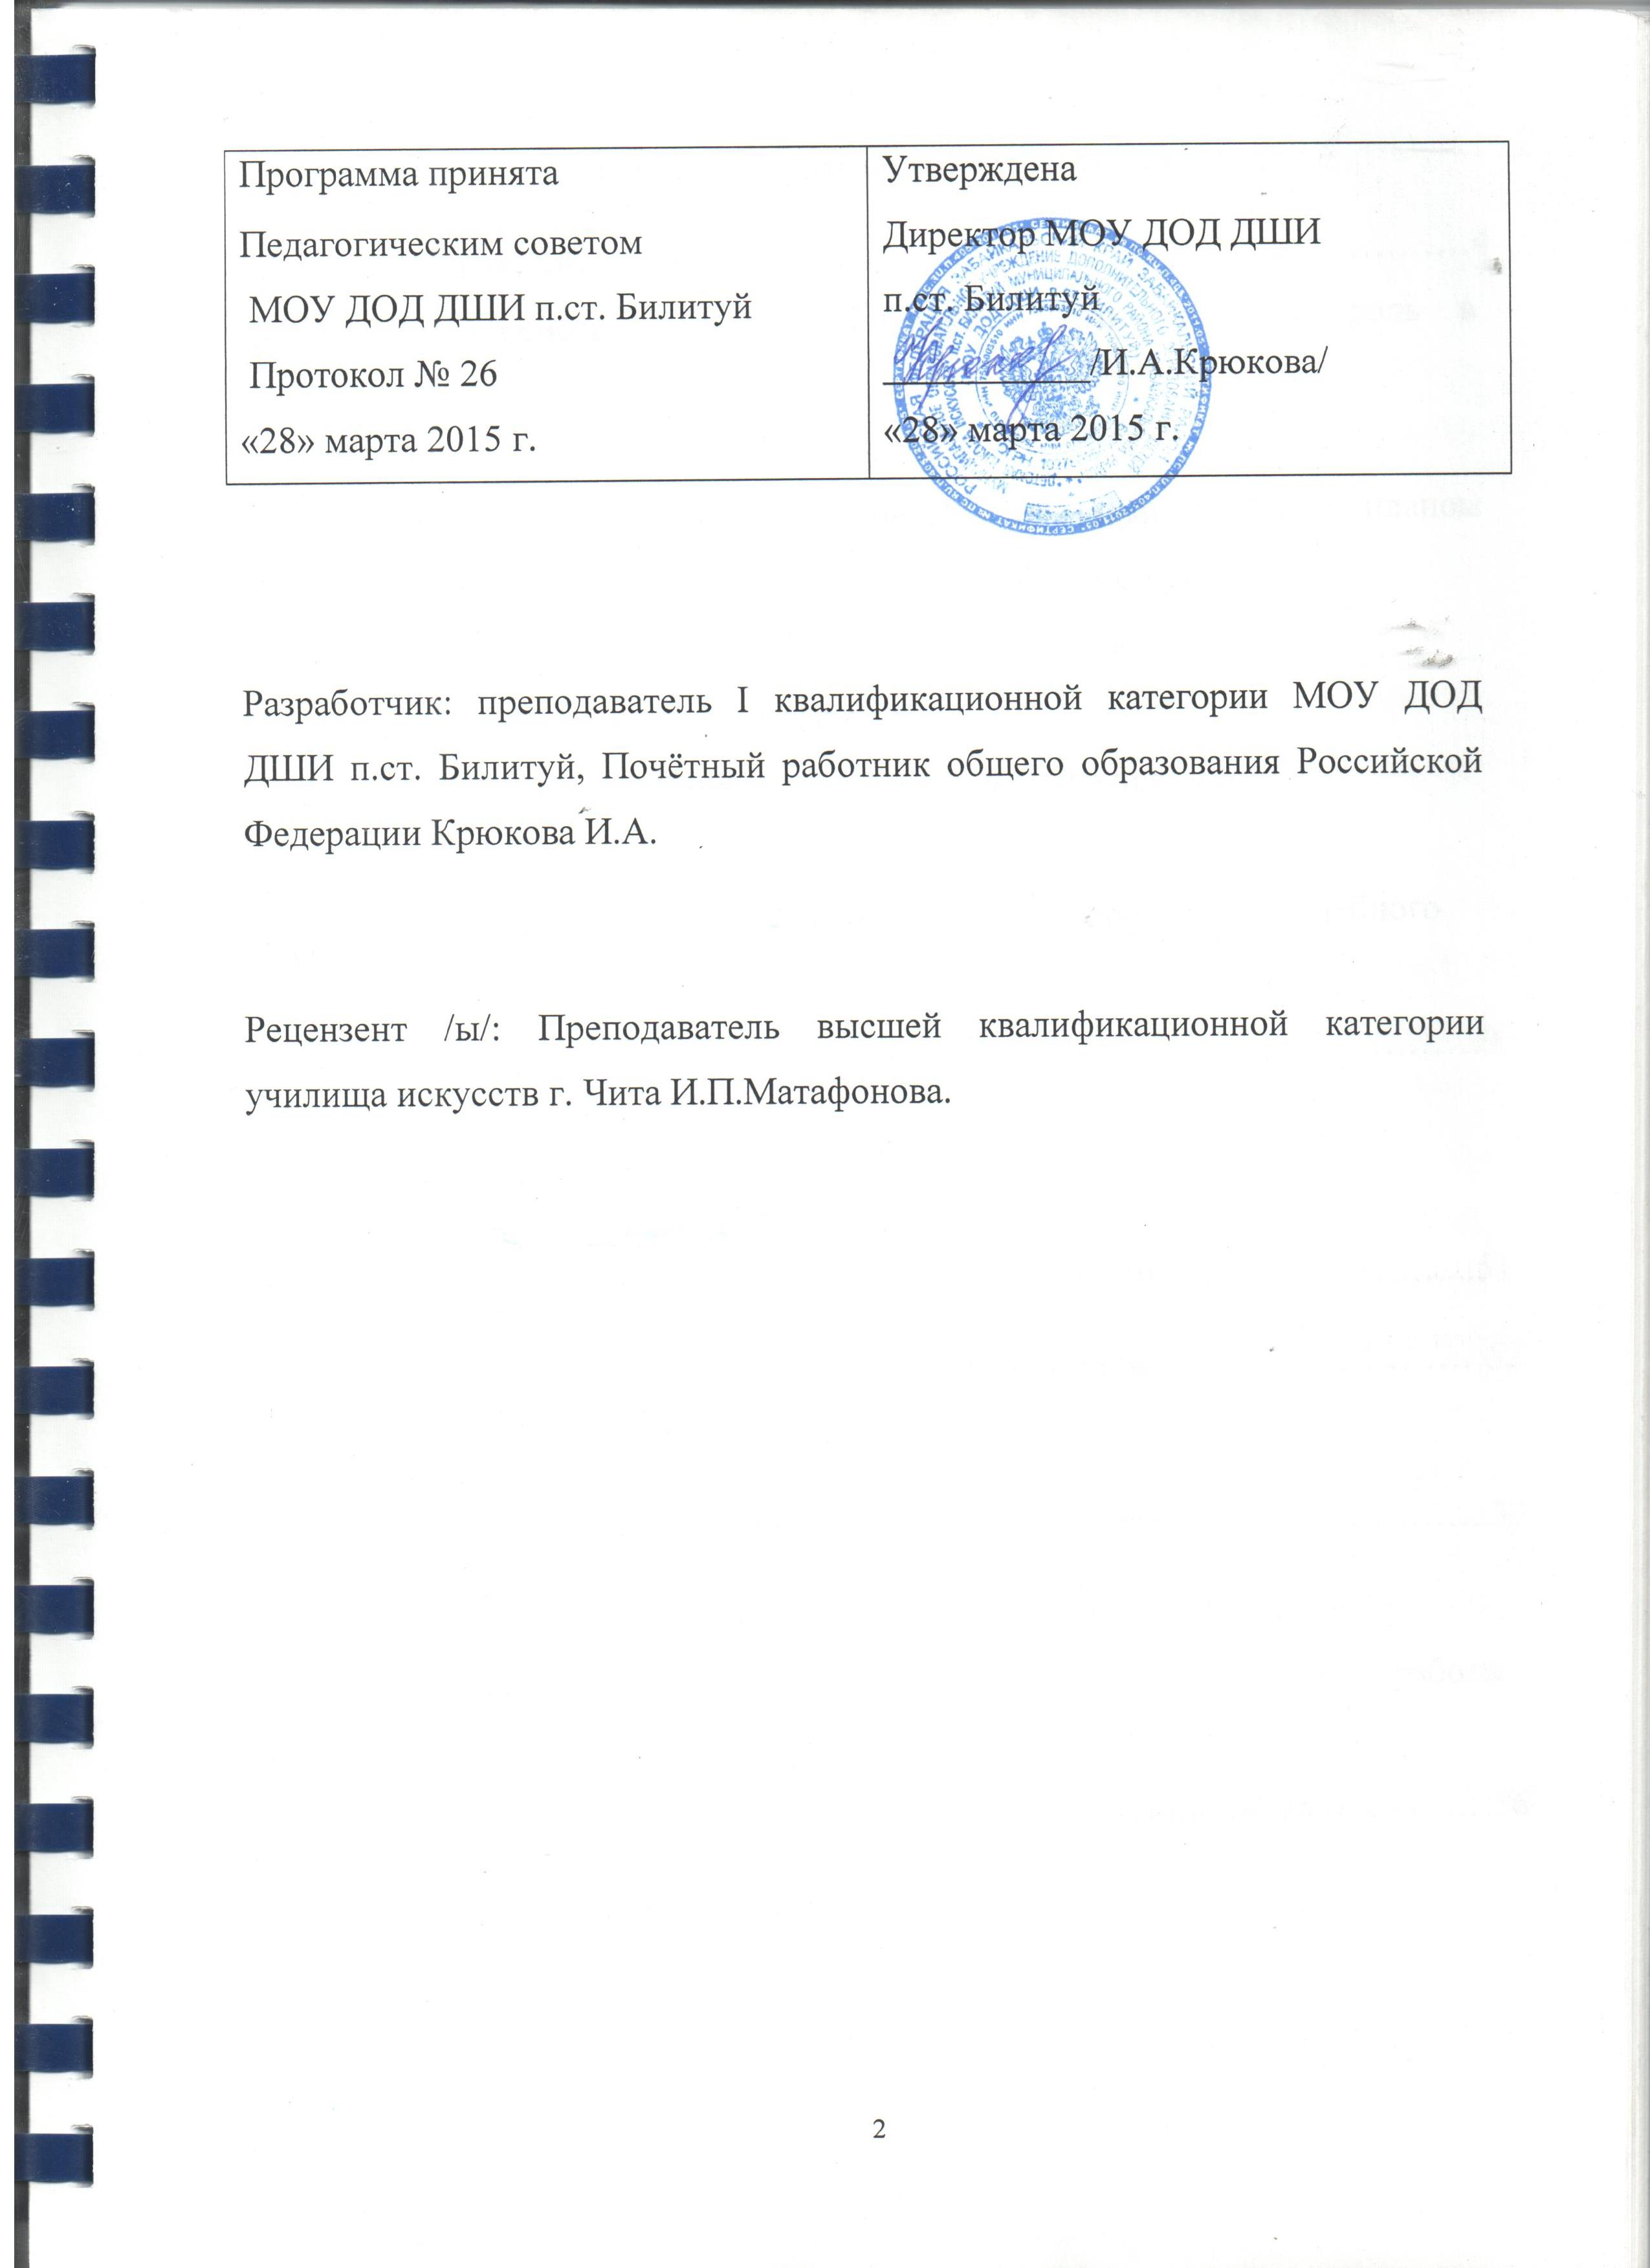 Программа принята
Педагогическим советом
МОУ ДОД ДШИ п.ст. Билитуй
Протокол № 26
«28» марта 2015 г.
Утверждена
Директор МОУ ДОД ДШИ
п.ст. Билитуй
/И.А.Крюкова/
«28» марта 2015 г.
Разработчик: преподаватель I квалификационной категории МОУ ДОД
ДШИ п.ст. Билитуй, Почётный работник общего образования Российской
Федерации Крюкова И.А.
Рецензент /ы/: Преподаватель высшей квалификационной категории
училища искусств г. Чита И.П.Матафонова.
2